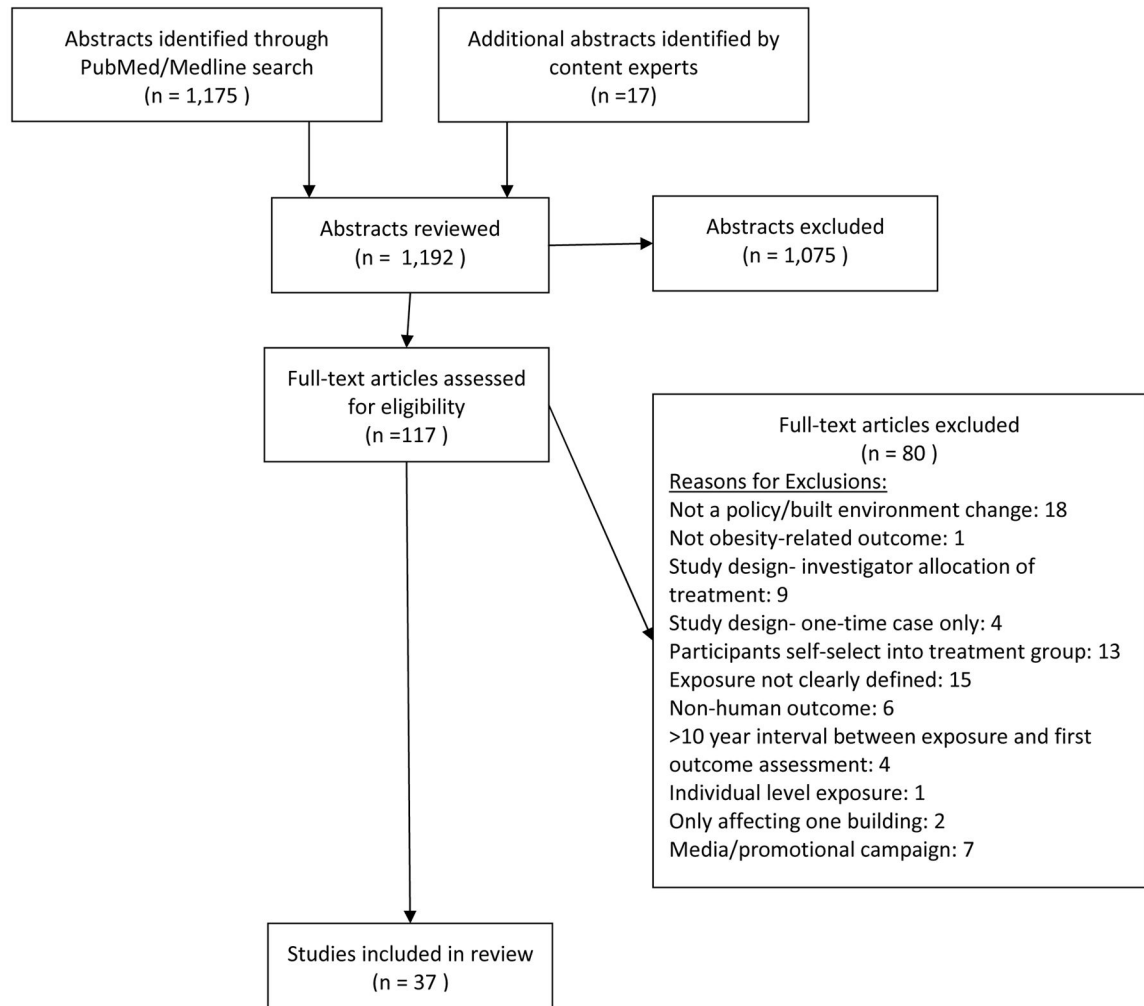 Abstracts identified through
PubMed/Medline search
(n = 1,175 )
Additional abstracts identified by
content experts
(n =17)
Abstracts reviewed
(n =  1,192 )
Abstracts excluded
(n = 1,075 )
Full-text articles assessed
for eligibility
(n =117 )
Full-text articles excluded
(n = 80 )
Reasons for Exclusions:
Not a policy/built environment change: 18
Not obesity-related outcome: 1
Study design- investigator allocation of
treatment: 9
Study design- one-time case only: 4
Participants self-select into treatment group: 13
Exposure not clearly defined: 15
Non-human outcome: 6
>10 year interval between exposure and first
outcome assessment: 4
Individual level exposure: 1
Only affecting one building: 2
Media/promotional campaign: 7
Studies included in review
(n = 37 )